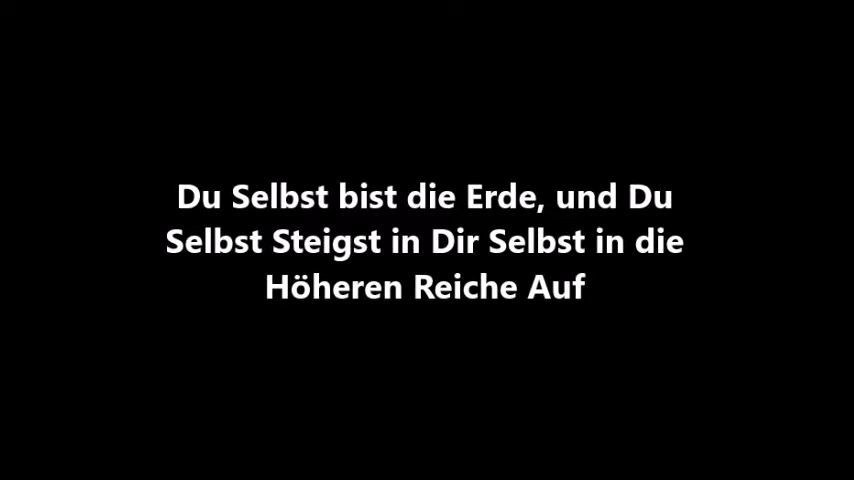 Du Selbst bist die Erde, und Du
Selbst Steigst in Dir Selbst in die
Höheren Reiche Auf